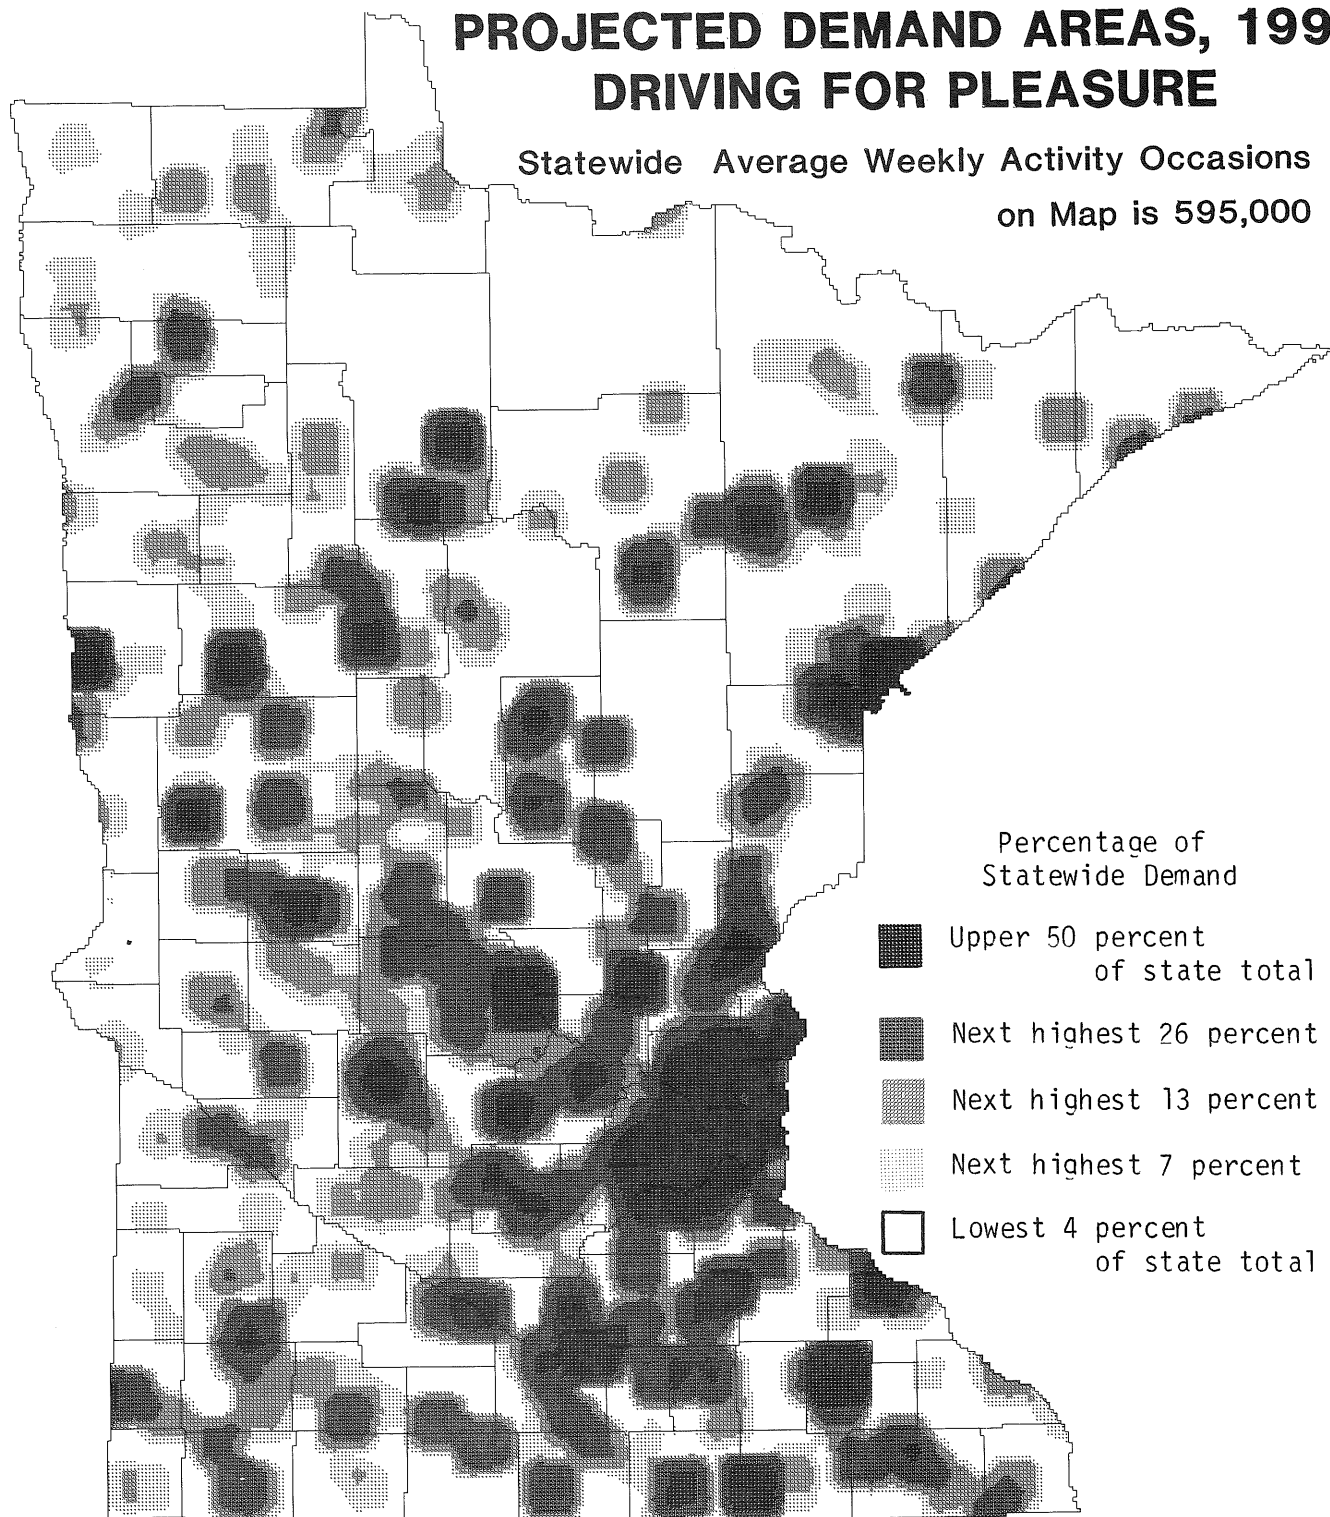 PROJECTED DEMAND AREAS, 199
DRIVING FOR PLEASURE
Statewide Average Weekly Activity Occasions
on Map is 595,000
Percentage of
Statewide Demand
Upper 50 percent
of state total
Next highest 26 percent
Next highest 13 percent
Next highest 7 percent
Lowest 4 percent
of state total